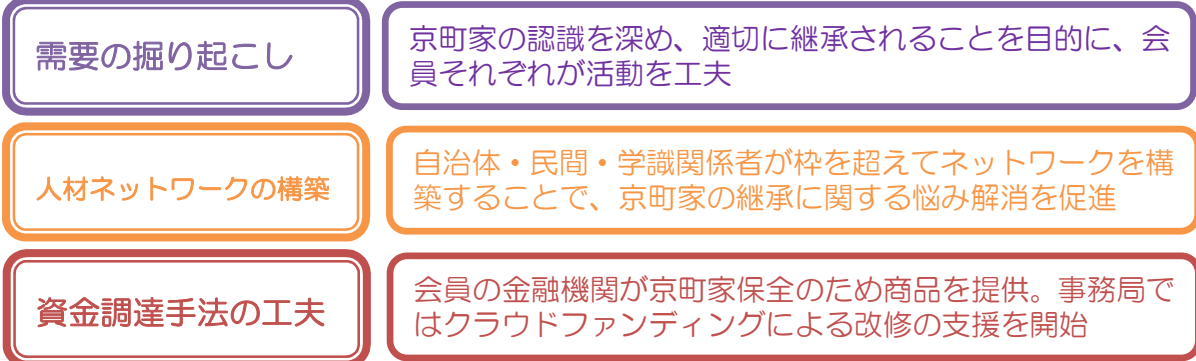 需要の掘り起こし
京町家の認識を深め、適切に継承されることを目的に、会
員それぞれが活動を工夫
人材ネットワークの構築
自治体・民間・学識関係者が枠を超えてネットワークを構
築することで、京町家の継承に関する悩み解消を促進
資金調達手法の工夫
会員の金融機関が京町家保全のため商品を提供。事務局で
はクラウドファンディングによる改修の支援を開始